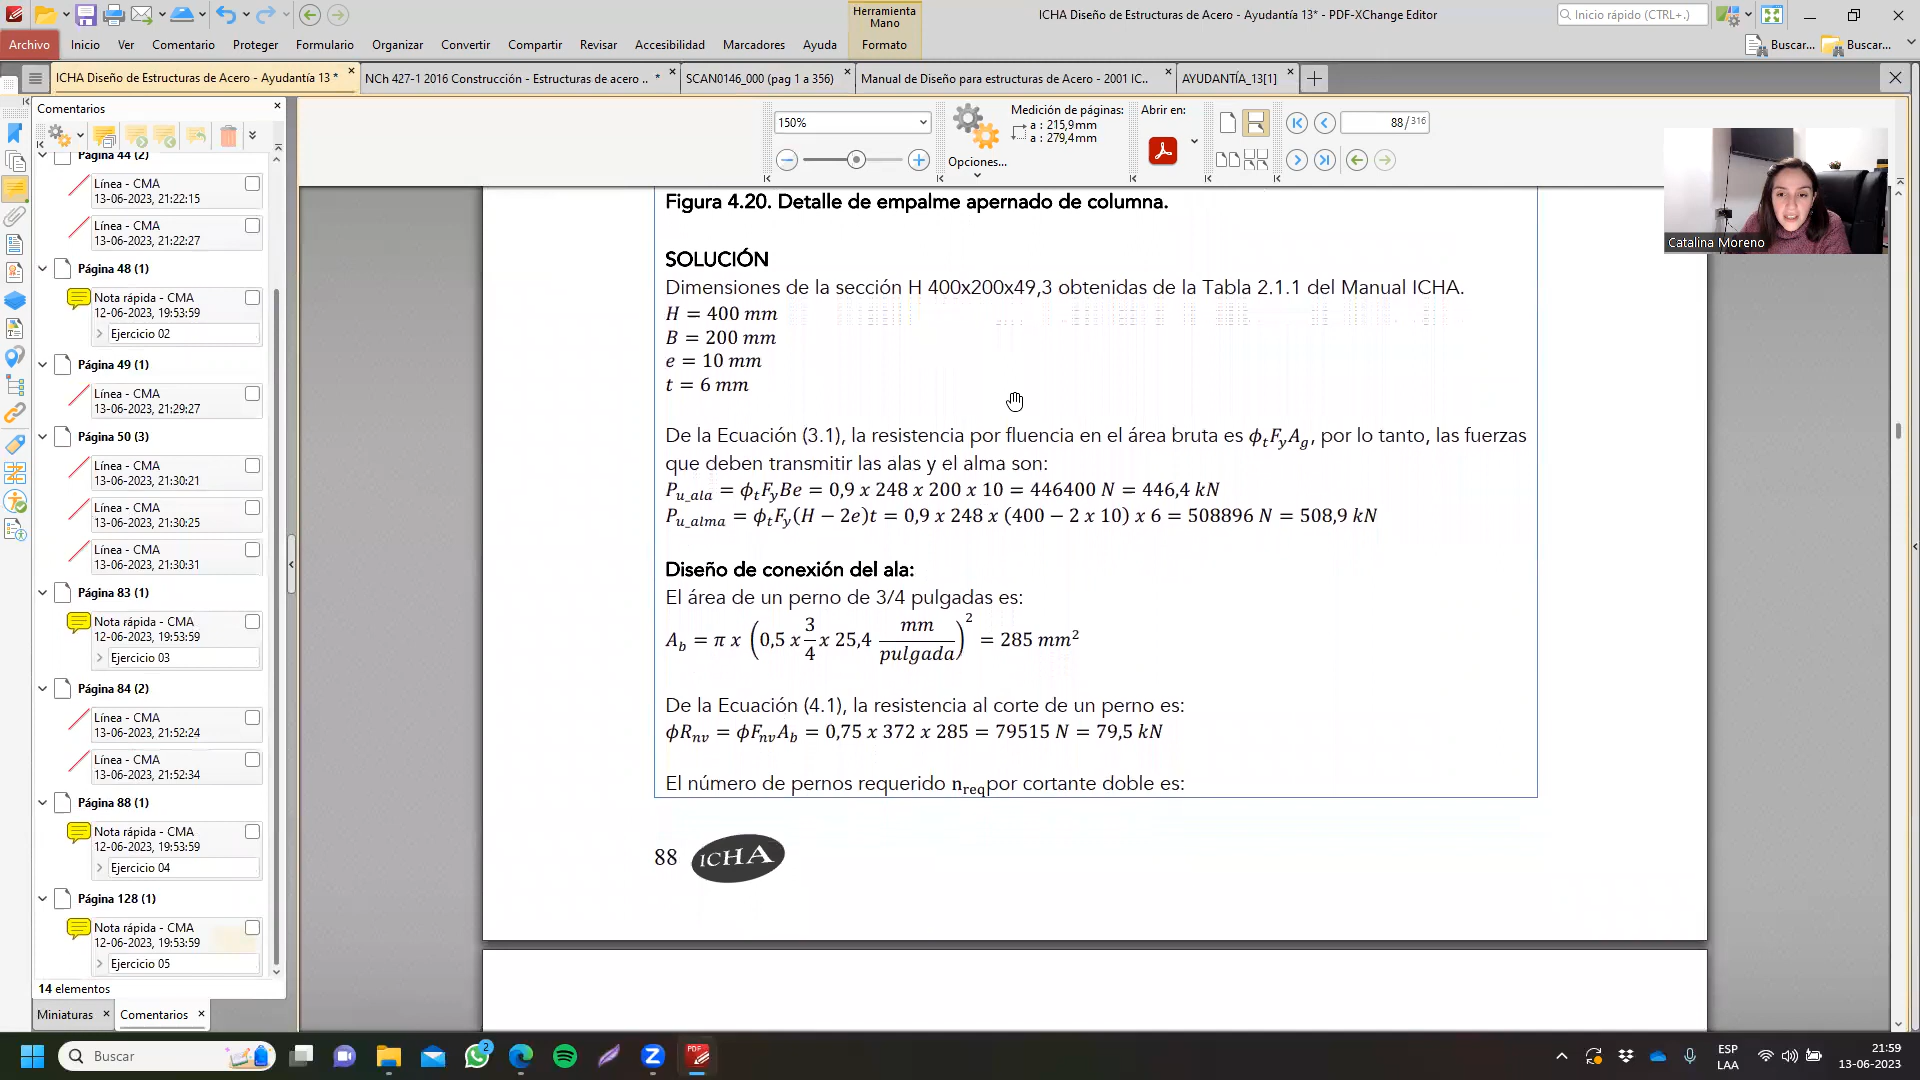 Herramienta
Mano
ICHA Diseño de Estructuras de Acero - Ayudantía 13* - PDF-XChange Editor
Inicio rápido (CTRL+.)
Archivo Inicio Ver Comentario Proteger Formulario Organizar Convertir Compartir Revisar Accesibilidad Marcadores Ayuda Formato Buscar... Buscar...
ICHA Diseño de Estructuras de Acero - Ayudantía 13 * NCh 427-1 2016 Construcción - Estructuras de acero .. * SCAN0146_000 (pag 1 a 356) Manual de Diseño para estructuras de Acero - 2001 IC.. AYUDANTÍA_13[1]
Comentarios
150%
Opciones...
Medición de páginas:
a : 215,9mm
a : 279,4mm
Abrir en:
88/316
Página 44 (2)
Línea - CMA
13-06-2023, 21:22:15
Línea - CMA
13-06-2023, 21:22:27
Página 48 (1)
Nota rápida - CMA
12-06-2023, 19:53:59
Ejercicio 02
Página 49 (1)
Línea - CMA
13-06-2023, 21:29:27
Página 50 (3)
Línea - CMA
13-06-2023, 21:30:21
Línea - CMA
13-06-2023, 21:30:25
Línea - CMA
13-06-2023, 21:30:31
Página 83 (1)
Nota rápida - CMA
12-06-2023, 19:53:59
Ejercicio 03
Página 84 (2)
Línea - CMA
13-06-2023, 21:52:24
Línea - CMA
13-06-2023, 21:52:34
Página 88 (1)
Nota rápida - CMA
12-06-2023, 19:53:59
Ejercicio 04
Página 128 (1)
Nota rápida - CMA
12-06-2023, 19:53:59
Ejercicio 05
14 elementos
Miniaturas Comentarios
Figura 4.20. Detalle de empalme apernado de columna.
SOLUCIÓN
Dimensiones de la sección H 400x200x49,3 obtenidas de la Tabla 2.1.1 del Manual ICHA.
H = 400 mm
B = 200 mm
e = 10 mm
t = 6 mm
De la Ecuación (3.1), la resistencia por fluencia en el área bruta es ϕtFyAg, por lo tanto, las fuerzas
que deben transmitir las alas y el alma son:
Pu_ala = ϕtFyBe = 0,9 x 248 x 200 x 10 = 446400 N = 446,4 kN
Pu_alma = ϕtFy(H − 2e)t = 0,9 x 248 x (400 − 2 x 10) x 6 = 508896 N = 508,9 kN
Diseño de conexión del ala:
El área de un perno de 3/4 pulgadas es:
Ab = π x (0,5 x 3/4 x 25,4 mm/pulgada)² = 285 mm²
De la Ecuación (4.1), la resistencia al corte de un perno es:
ϕRnv = ϕFnvAb = 0,75 x 372 x 285 = 79515 N = 79,5 kN
El número de pernos requerido nreq por cortante doble es:
88 ICHA
Catalina Moreno
Buscar
2
PDF
ESP
LAA
21:59
13-06-2023